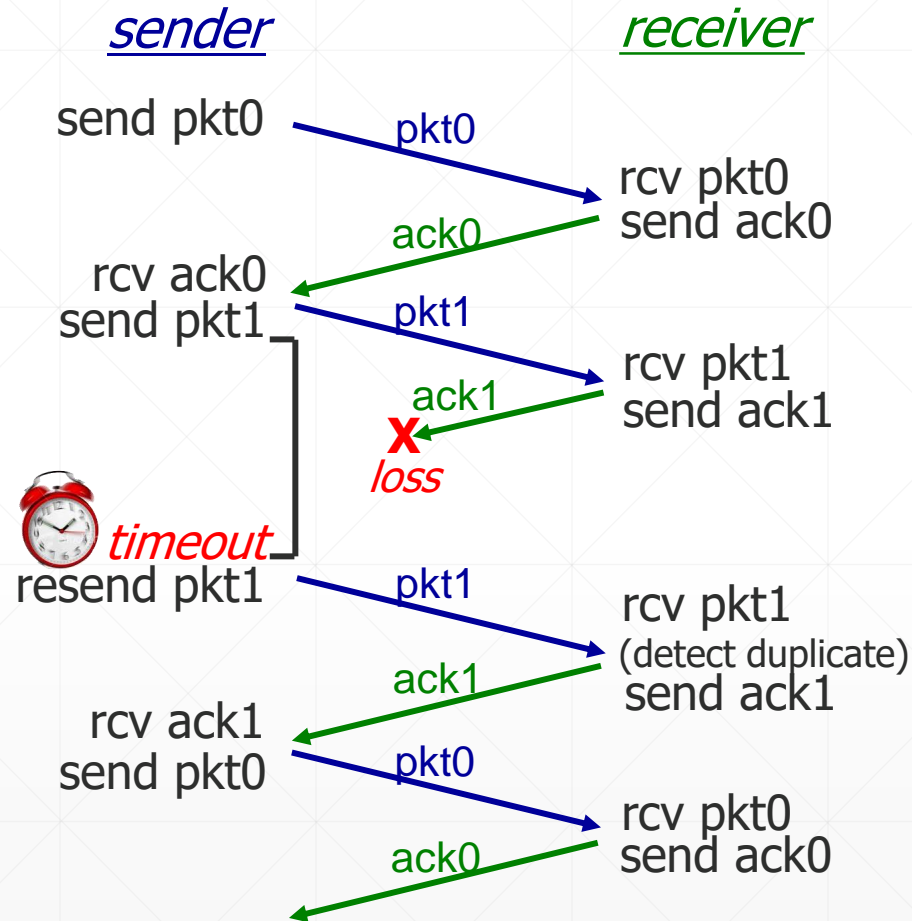 sender
receiver
send pkt0
pkt0
rcv pkt0
send ack0
ack0
rcv ack0
send pkt1
pkt1
rcv pkt1
send ack1
ack1
X
loss
timeout
resend pkt1
pkt1
rcv pkt1
(detect duplicate)
send ack1
ack1
rcv ack1
send pkt0
pkt0
rcv pkt0
send ack0
ack0